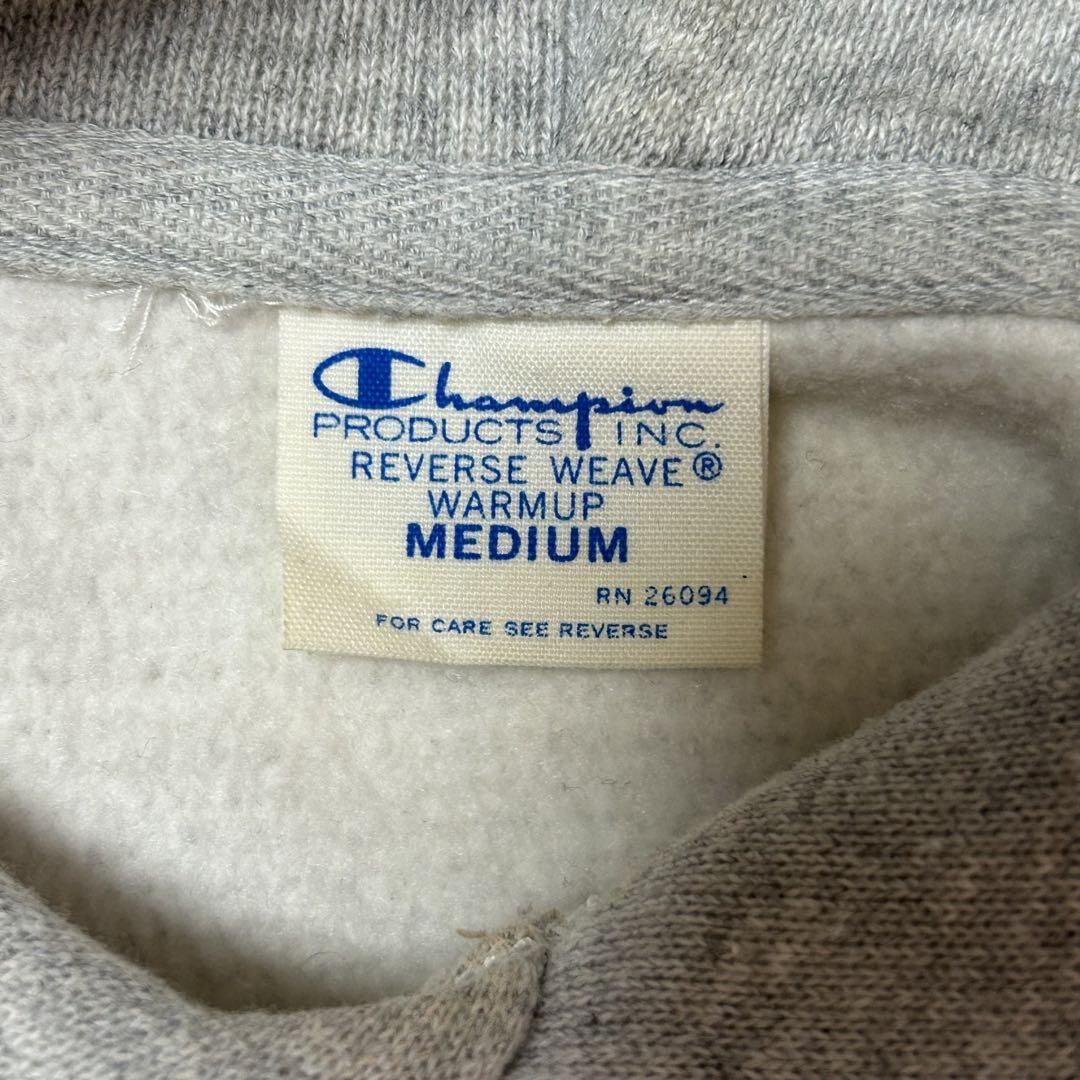 Champion
PRODUCTS INC.
REVERSE WEAVE®
WARMUP
MEDIUM
RN 26094
FOR CARE SEE REVERSE